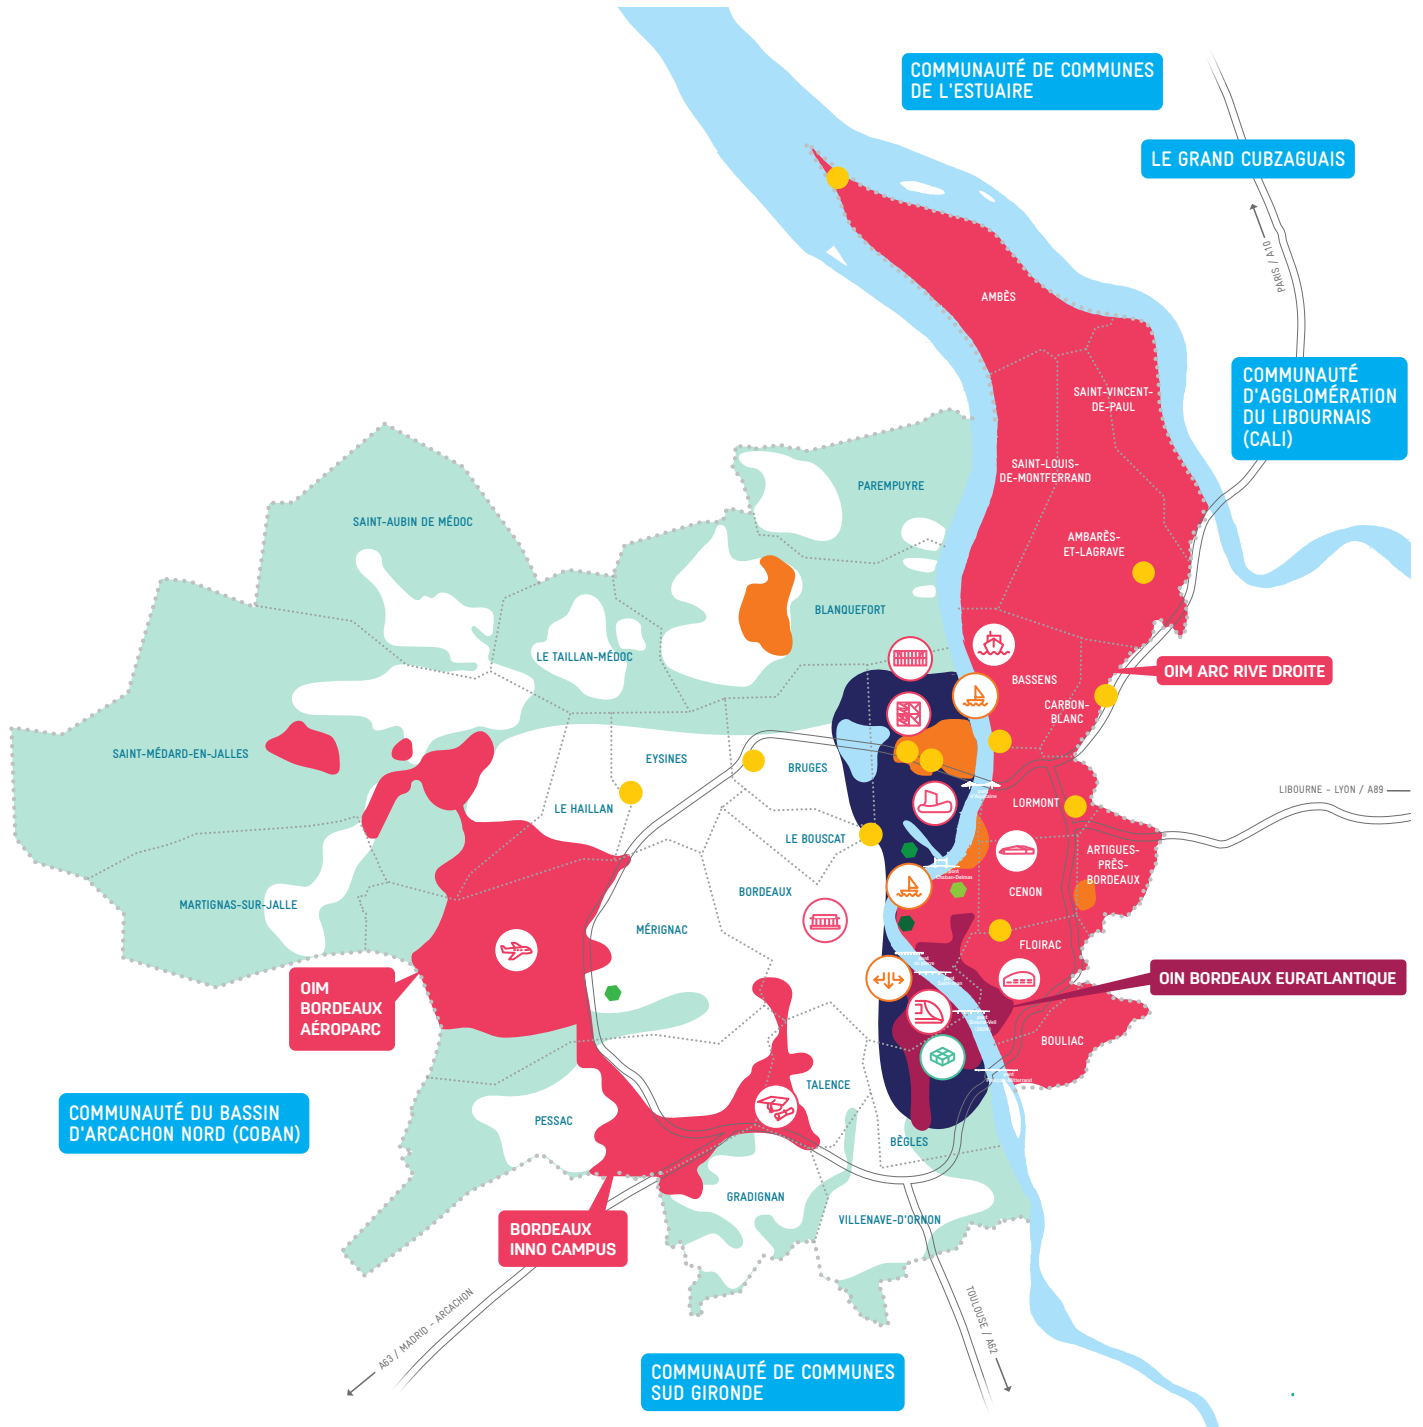 COMMUNAUTÉ DE COMMUNES
DE L'ESTUAIRE
LE GRAND CUBZAGUAIS
PARIS / A10
AMBÈS
COMMUNAUTÉ
D'AGGLOMÉRATION
DU LIBOURNAIS
(CALI)
SAINT-VINCENT-
DE-PAUL
SAINT-LOUIS-
DE-MONTFERRAND
PAREMPUYRE
SAINT-AUBIN DE MÉDOC
AMBARÈS-
ET-LAGRAVE
BLANQUEFORT
LE TAILLAN-MÉDOC
OIM ARC RIVE DROITE
BASSENS
CARBON-
BLANC
SAINT-MÉDARD-EN-JALLES
EYSINES
BRUGES
LIBOURNE - LYON / A89
LE HAILLAN
LORMONT
LE BOUSCAT
ARTIGUES-
PRÈS-
BORDEAUX
BORDEAUX
CENON
MARTIGNAS-SUR-JALLE
MÉRIGNAC
FLOIRAC
OIN BORDEAUX EURATLANTIQUE
OIM
BORDEAUX
AÉROPARC
BOULIAC
TALENCE
COMMUNAUTÉ DU BASSIN
D'ARCACHON NORD (COBAN)
PESSAC
BÈGLES
GRADIGNAN
VILLENAVE-D'ORNON
BORDEAUX
INNO CAMPUS
A63 / MADRID - ARCACHON
TOULOUSE / A62
COMMUNAUTÉ DE COMMUNES
SUD GIRONDE